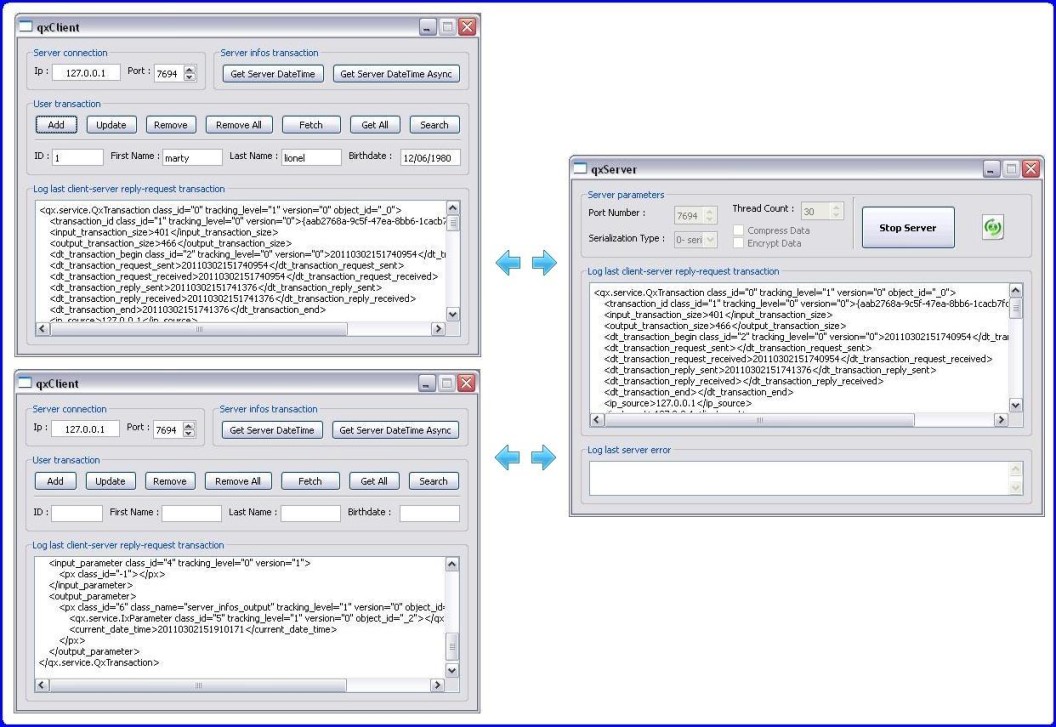 qxClient
Server connection
Server infos transaction
Ip : 127.0.0.1 Port : 7694 Get Server DateTime Get Server DateTime Async
User transaction
Add Update Remove Remove All Fetch Get All Search
ID : 1 First Name : marty Last Name : lionel Birthdate : 12/06/1980
Log last client-server reply-request transaction
<qx.service.QxTransaction class_id="0" tracking_level="1" version="0" object_id="_0">
<transaction_id class_id="1" tracking_level="0" version="0">{aab2768a-9c5f-47ea-8bb6-1cacb7
<input_transaction_size>401</input_transaction_size>
<output_transaction_size>466</output_transaction_size>
<dt_transaction_begin class_id="2" tracking_level="0" version="0">20110302151740954</dt_t
<dt_transaction_request_sent>20110302151740954</dt_transaction_request_sent>
<dt_transaction_request_received>20110302151740954</dt_transaction_request_received>
<dt_transaction_reply_sent>20110302151741376</dt_transaction_reply_sent>
<dt_transaction_reply_received>20110302151741376</dt_transaction_reply_received>
<dt_transaction_end>20110302151741376</dt_transaction_end>
<ip_source>127.0.0.1</ip_source>
qxServer
Server parameters
Port Number : 7694 Thread Count : 30
Serialization Type : 0- seri
Compress Data
Encrypt Data
Stop Server
Log last client-server reply-request transaction
<qx.service.QxTransaction class_id="0" tracking_level="1" version="0" object_id="_0">
<transaction_id class_id="1" tracking_level="0" version="0">{aab2768a-9c5f-47ea-8bb6-1cacb7fc
<input_transaction_size>401</input_transaction_size>
<output_transaction_size>466</output_transaction_size>
<dt_transaction_begin class_id="2" tracking_level="0" version="0">20110302151740954</dt_tra
<dt_transaction_request_sent></dt_transaction_request_sent>
<dt_transaction_request_received>20110302151740954</dt_transaction_request_received>
<dt_transaction_reply_sent>20110302151741376</dt_transaction_reply_sent>
<dt_transaction_reply_received></dt_transaction_reply_received>
<dt_transaction_end></dt_transaction_end>
<ip_source>127.0.0.1</ip_source>
Log last server error
qxClient
Server connection
Server infos transaction
Ip : 127.0.0.1 Port : 7694 Get Server DateTime Get Server DateTime Async
User transaction
Add Update Remove Remove All Fetch Get All Search
ID : First Name : Last Name : Birthdate :
Log last client-server reply-request transaction
<input_parameter class_id="4" tracking_level="0" version="1">
<px class_id="-1"></px>
</input_parameter>
<output_parameter>
<px class_id="6" class_name="server_infos_output" tracking_level="1" version="0" object_id=
<qx.service.IxParameter class_id="5" tracking_level="1" version="0" object_id="_2"></qx
<current_date_time>20110302151910171</current_date_time>
</px>
</output_parameter>
</qx.service.QxTransaction>